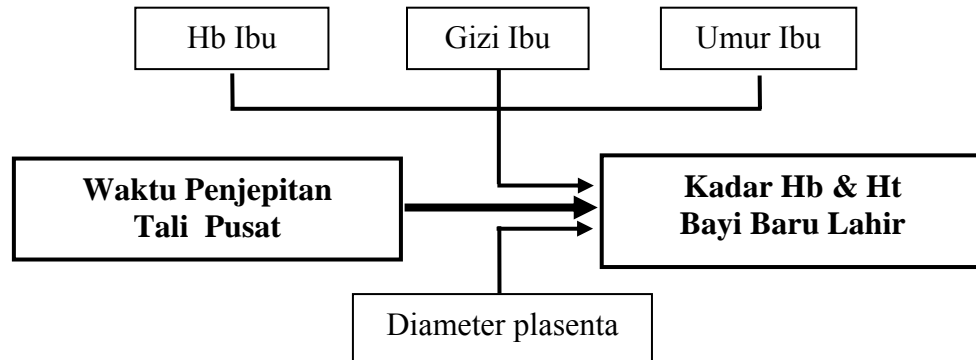 Hb Ibu
Gizi Ibu
Umur Ibu
Waktu Penjepitan
Tali Pusat
Kadar Hb & Ht
Bayi Baru Lahir
Diameter plasenta